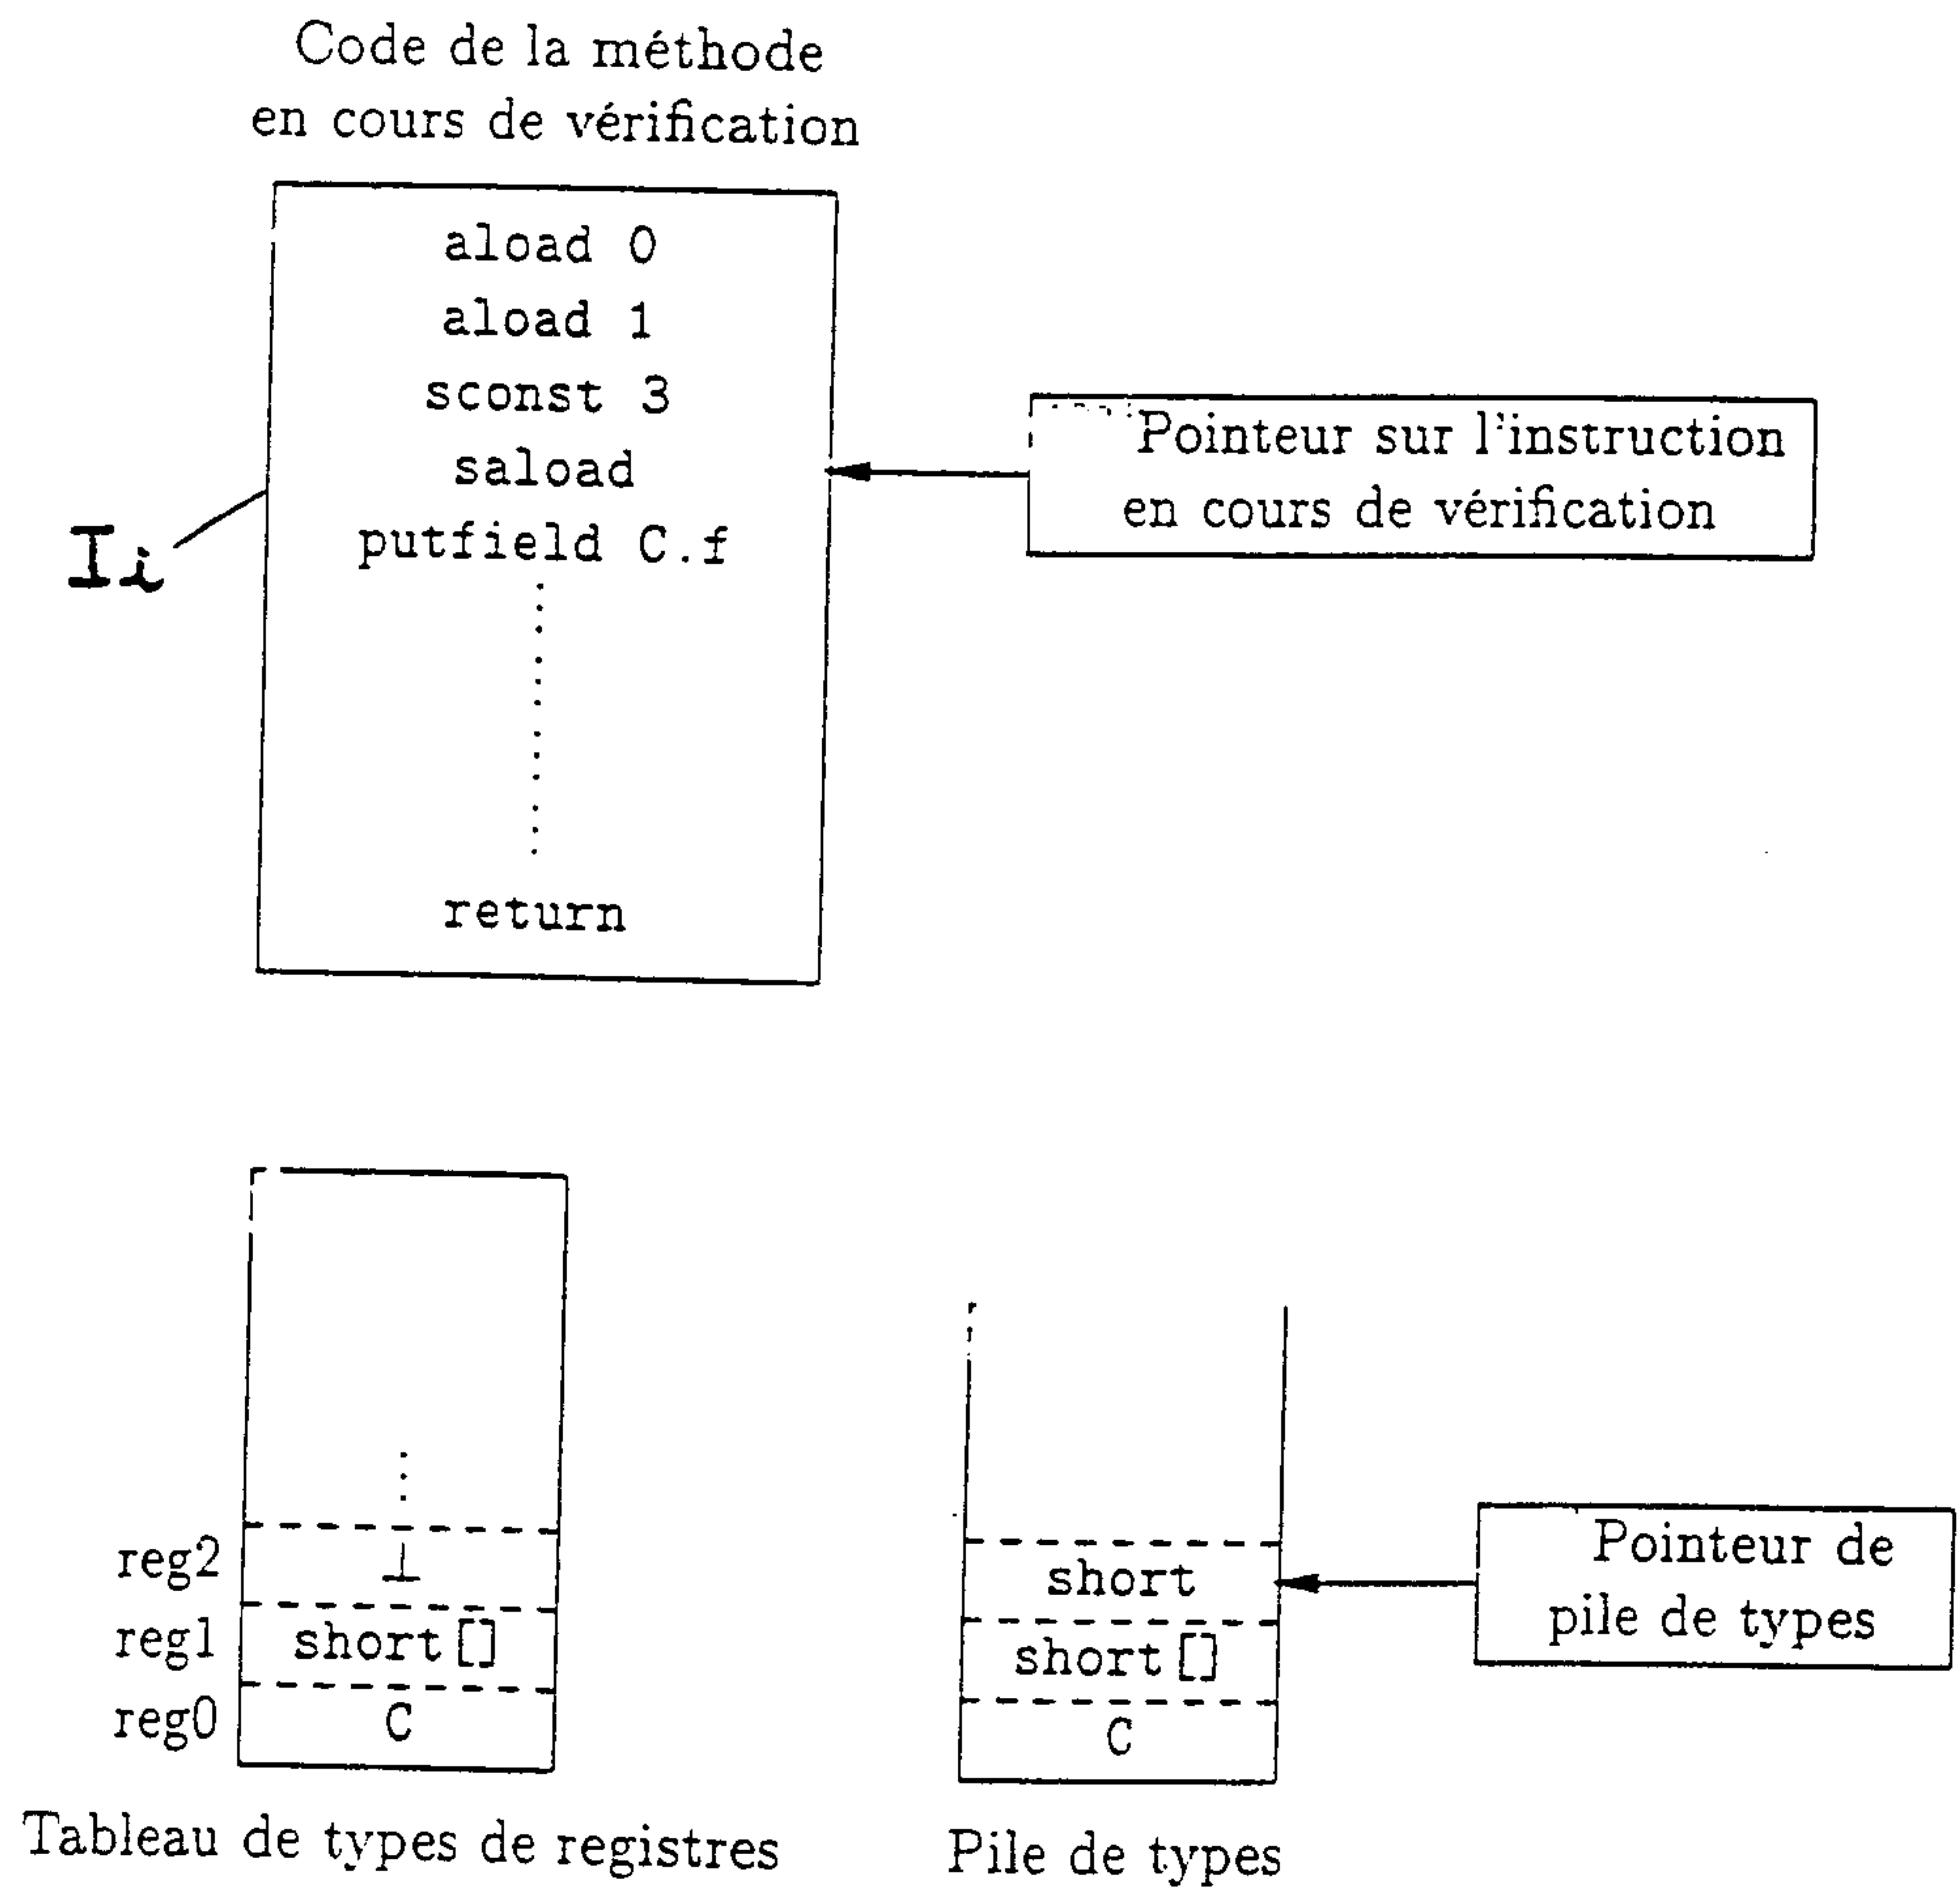 Code de la méthode
en cours de vérification
aload 0
aload 1
sconst 3
saload
putfield C.f
return
Ii
Pointeur sur l'instruction
en cours de vérification
reg2
⊥
reg1
short[]
reg0
C
Tableau de types de registres
short
short[]
C
Pile de types
Pointeur de
pile de types